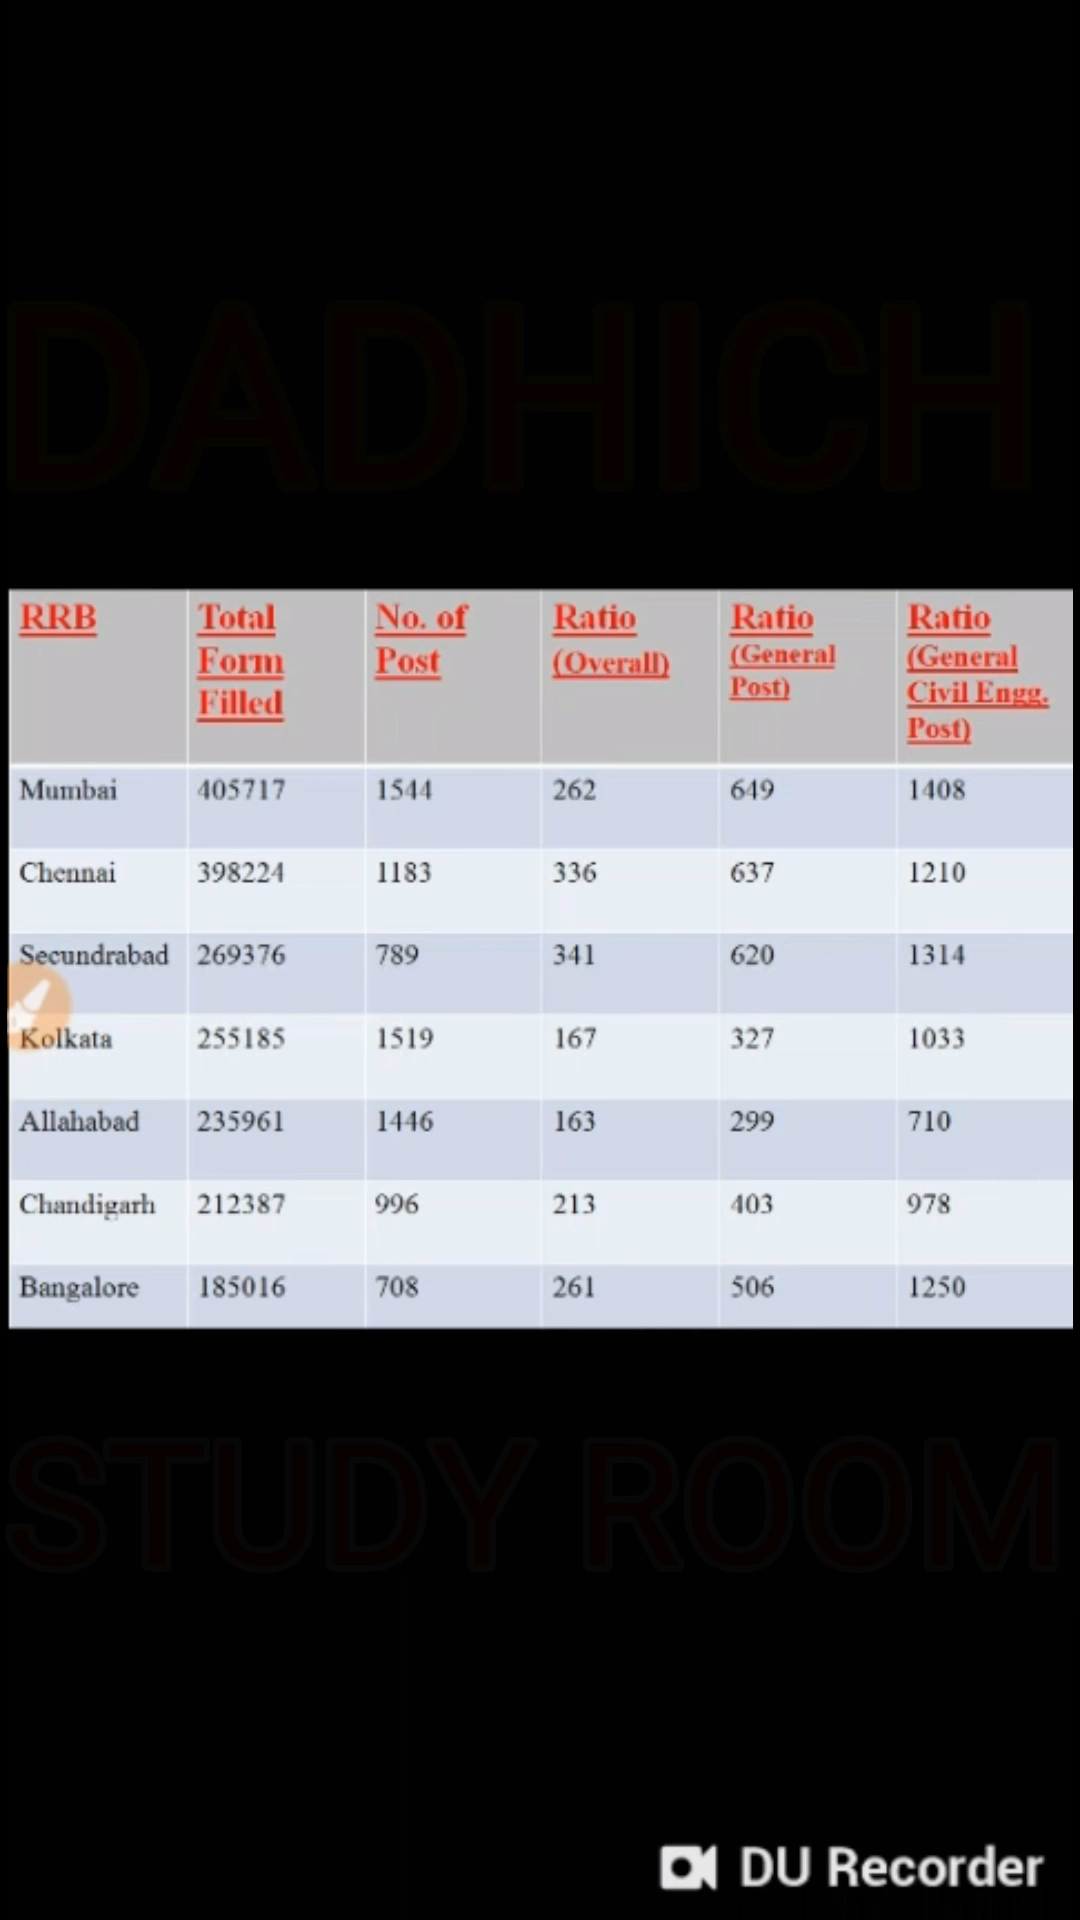 DADHICH
RRB Total Form Filled No. of Post Ratio (Overall) Ratio (General Post) Ratio (General Civil Engg. Post)
Mumbai 405717 1544 262 649 1408
Chennai 398224 1183 336 637 1210
Secundrabad 269376 789 341 620 1314
Kolkata 255185 1519 167 327 1033
Allahabad 235961 1446 163 299 710
Chandigarh 212387 996 213 403 978
Bangalore 185016 708 261 506 1250
STUDY ROOM
DU Recorder